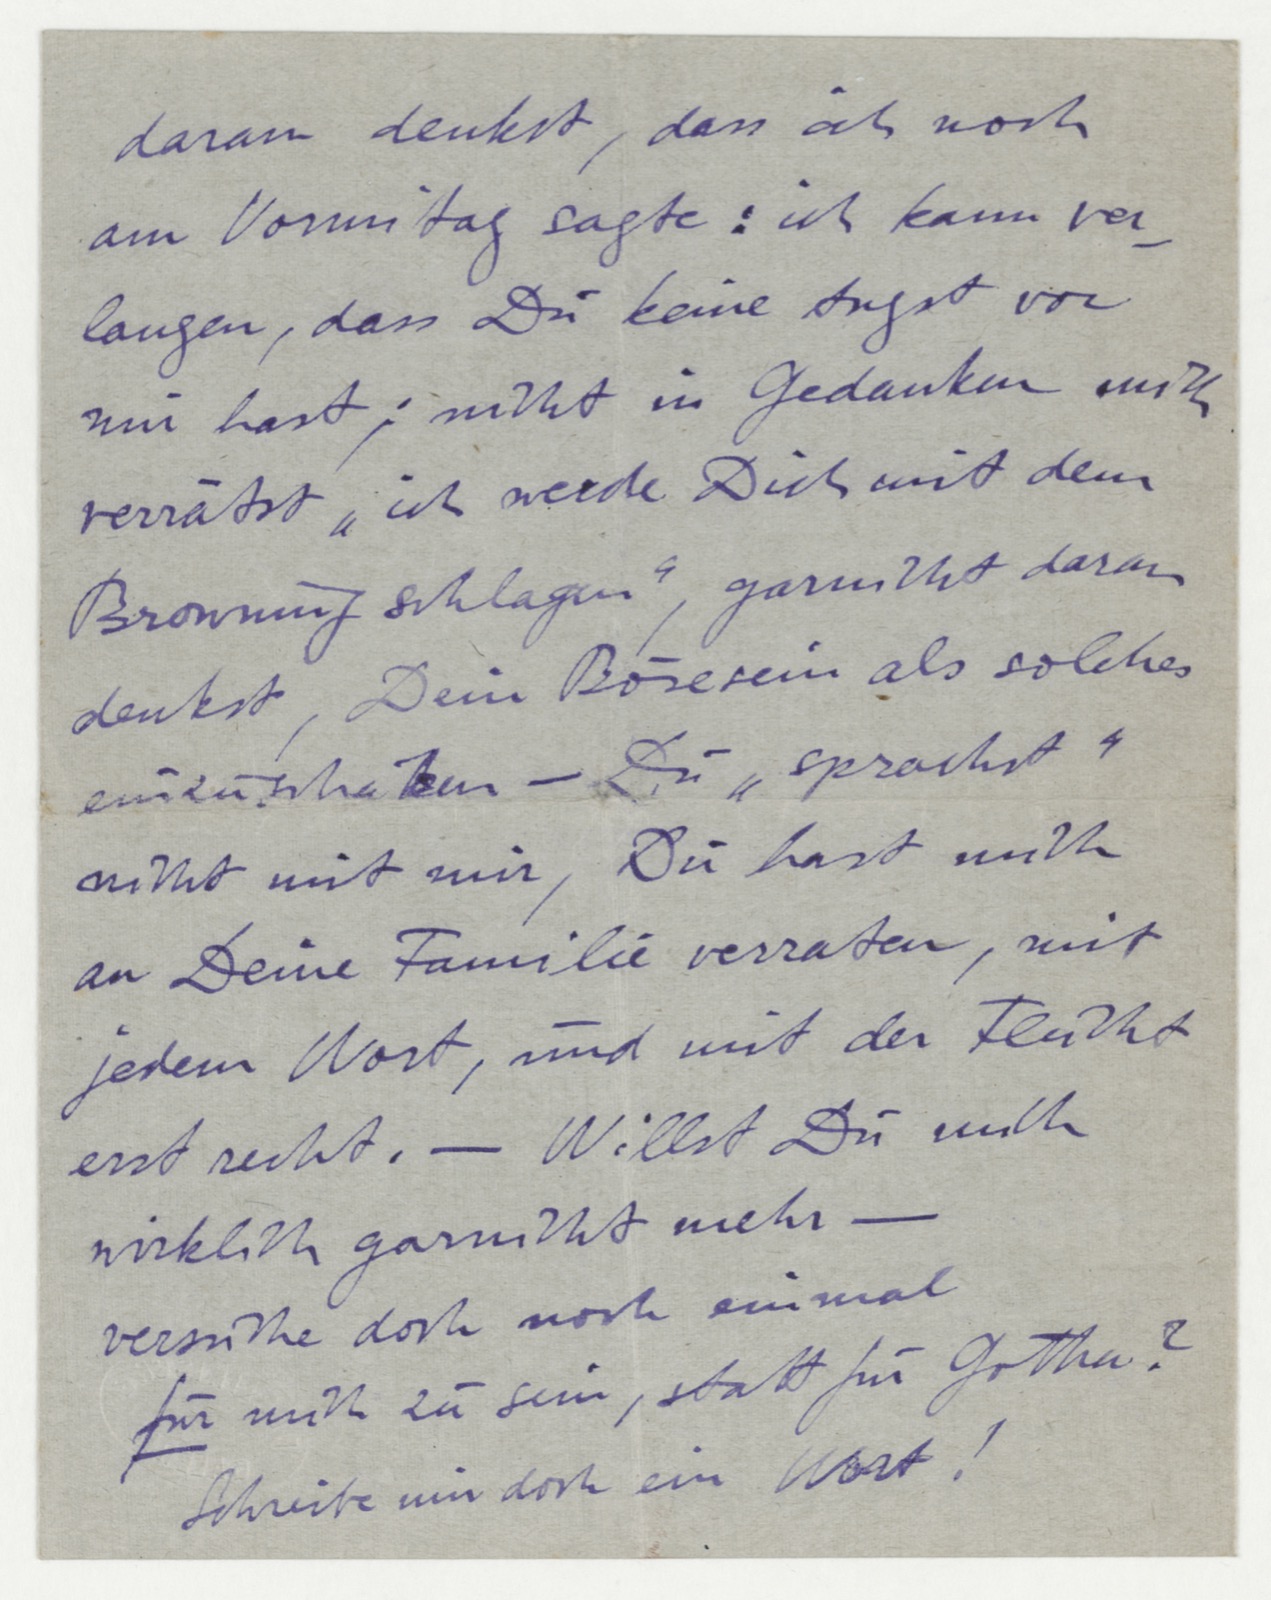 daran denkst, dass ich noch
am Vormitag sagte: ich kann ver-
langen, dass Du keine Angst vor
mir hast; nicht in Gedanken mich
verrätst „ich werde Dich mit dem
Browning schlagen“, garnicht daran
denkst, Dein Bösesein als solches
einzuschätzen – Du „sprachst“
nicht mit mir, Du hast mich
an Deine Familie verraten, mit
jedem Wort, und mit der Flucht
erst recht. – Willst Du mich
wirklich garnicht mehr –
versuche doch noch einmal
für mich zu sein, statt für Gotha?
Schreibe mir doch ein Wort!